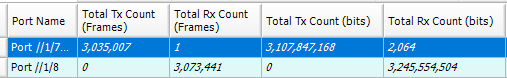 Port Name Total Tx Count (Frames) Total Rx Count (Frames) Total Tx Count (bits) Total Rx Count (bits)
Port //1/7... 3,035,007 1 3,107,847,168 2,064
Port //1/8 0 3,073,441 0 3,245,554,504